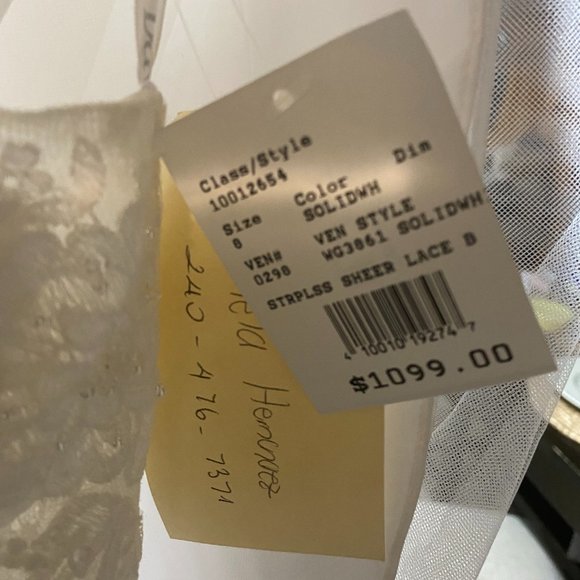 Class/Style
10012654
Dim
Size
8
Color
SOLIDWH
VEN#
0298
VEN STYLE
WG3861 SOLIDWH
STRPLSS SHEER LACE B
4 10010 19274 7
$1099.00
240-476-7371